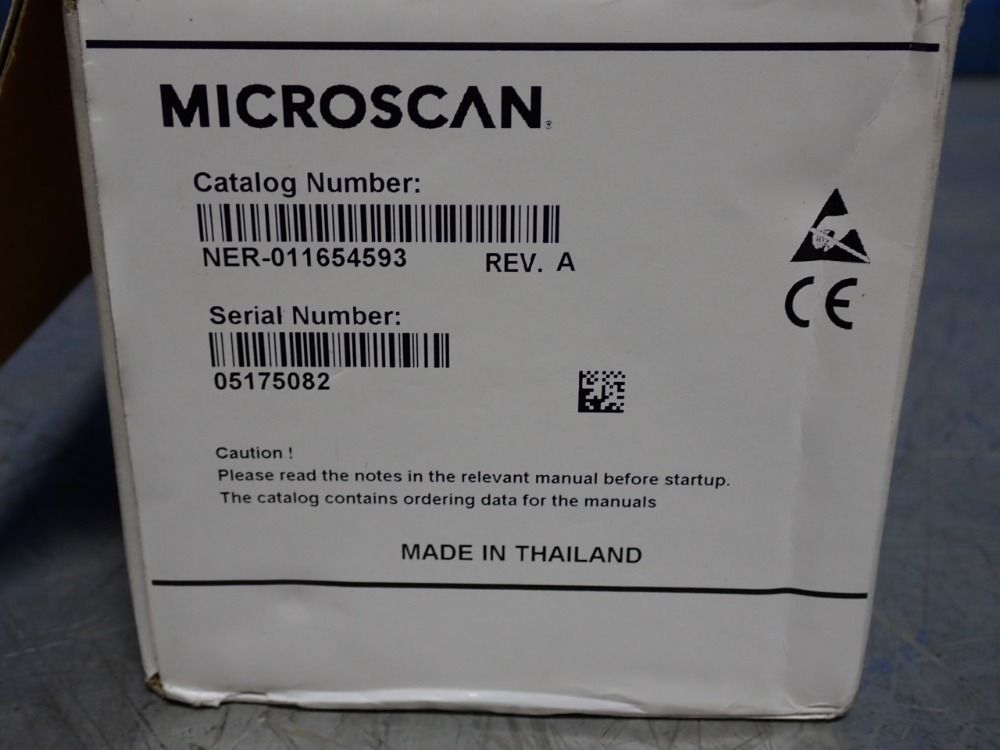 MICROSCAN®
Catalog Number:
NER-011654593 REV. A
Serial Number:
05175082
CE
Caution !
Please read the notes in the relevant manual before startup.
The catalog contains ordering data for the manuals
MADE IN THAILAND